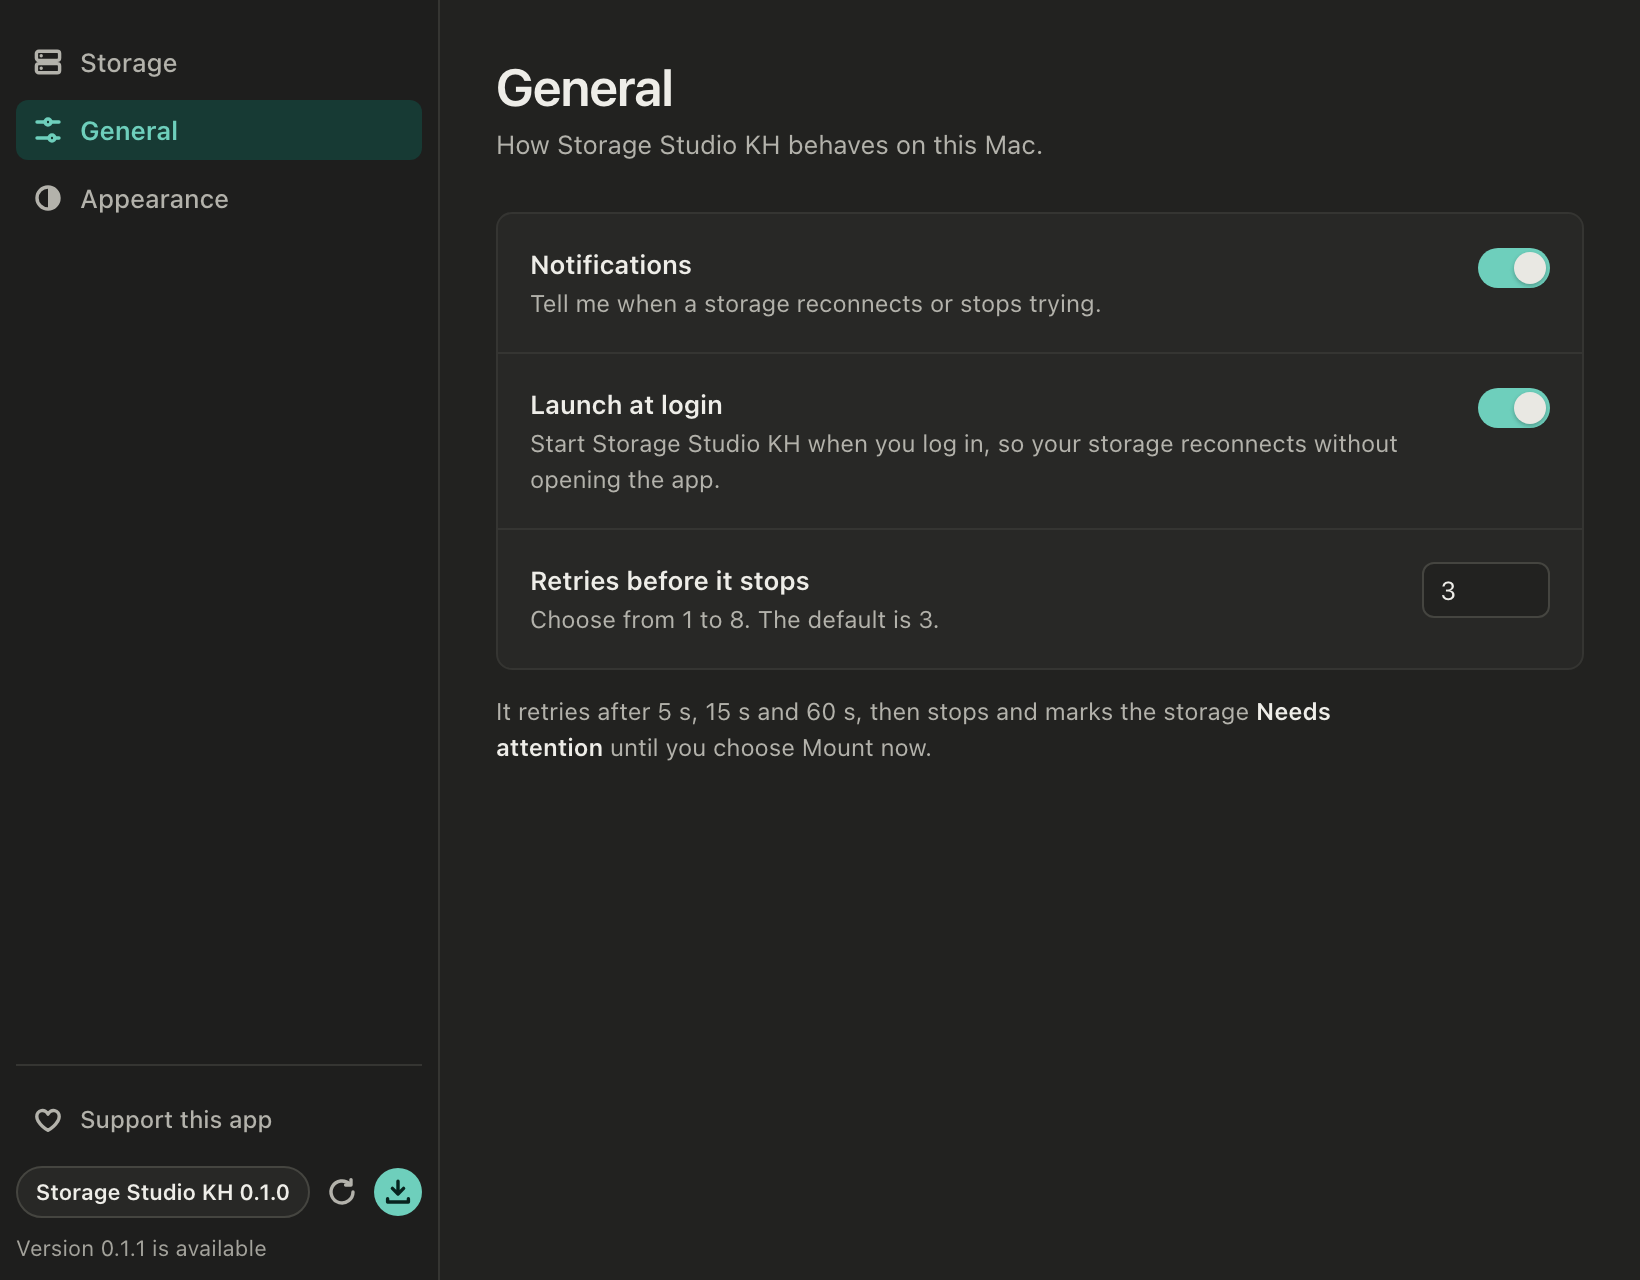 Storage
General
Appearance
General
How Storage Studio KH behaves on this Mac.
Notifications
Tell me when a storage reconnects or stops trying.
Launch at login
Start Storage Studio KH when you log in, so your storage reconnects without
opening the app.
Retries before it stops
Choose from 1 to 8. The default is 3.
3
It retries after 5 s, 15 s and 60 s, then stops and marks the storage Needs
attention until you choose Mount now.
Support this app
Storage Studio KH 0.1.0
Version 0.1.1 is available